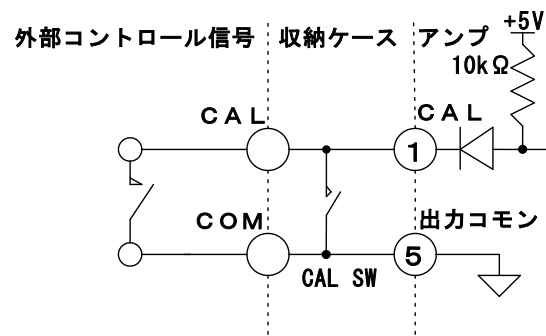 +5V
外部コントロール信号 収納ケース アンプ
10kΩ
CAL CAL
1
COM 出力コモン
5
CAL SW